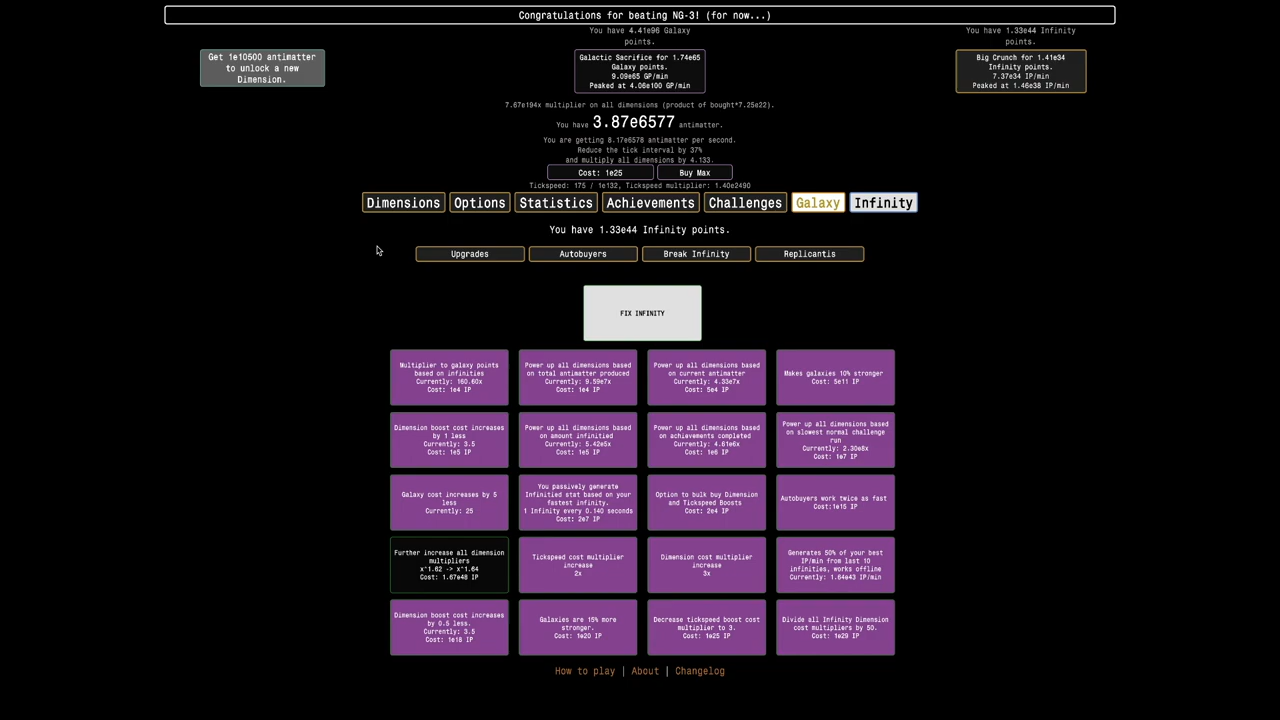 Congratulations for beating NG-3! (for now...)
You have 4.41e96 Galaxy
points.
You have 1.33e44 Infinity
points.
Get 1e10500 antimatter
to unlock a new
Dimension.
Galactic Sacrifice for 1.74e65
Galaxy points.
9.09e65 GP/min
Peaked at 4.06e100 GP/min
Big Crunch for 1.41e34
Infinity points.
7.37e34 IP/min
Peaked at 1.46e38 IP/min
7.67e194x multiplier on all dimensions (product of bought*7.25e22).
You have 3.87e6577 antimatter.
You are getting 8.17e6578 antimatter per second.
Reduce the tick interval by 37%
and multiply all dimensions by 4.133.
Cost: 1e25
Buy Max
Tickspeed: 175 / 1e132, Tickspeed multiplier: 1.40e2490
Dimensions
Options
Statistics
Achievements
Challenges
Galaxy
Infinity
You have 1.33e44 Infinity points.
Upgrades
Autobuyers
Break Infinity
Replicantis
FIX INFINITY
Multiplier to galaxy points
based on infinities
Currently: 160.60x
Cost: 1e4 IP
Power up all dimensions based
on total antimatter produced
Currently: 9.59e7x
Cost: 1e4 IP
Power up all dimensions based
on current antimatter
Currently: 4.33e7x
Cost: 5e4 IP
Makes galaxies 10% stronger
Cost: 5e11 IP
Dimension boost cost increases
by 1 less
Currently: 3.5
Cost: 1e5 IP
Power up all dimensions based
on amount infinitied
Currently: 5.42e5x
Cost: 1e5 IP
Power up all dimensions based
on achievements completed
Currently: 4.61e6x
Cost: 1e6 IP
Power up all dimensions based
on slowest normal challenge
run
Currently: 2.30e8x
Cost: 1e7 IP
Galaxy cost increases by 5
less
Currently: 25
You passively generate
Infinitied stat based on your
fastest infinity.
1 Infinity every 0.140 seconds
Cost: 2e7 IP
Option to bulk buy Dimension
and Tickspeed Boosts
Cost: 2e4 IP
Autobuyers work twice as fast
Cost:1e15 IP
Further increase all dimension
multipliers
x^1.62 -> x^1.64
Cost: 1.67e48 IP
Tickspeed cost multiplier
increase
2x
Dimension cost multiplier
increase
3x
Generates 50% of your best
IP/min from last 10
infinities, works offline
Currently: 1.64e43 IP/min
Dimension boost cost increases
by 0.5 less.
Currently: 3.5
Cost: 1e18 IP
Galaxies are 15% more
stronger.
Cost: 1e20 IP
Decrease tickspeed boost cost
multiplier to 3.
Cost: 1e25 IP
Divide all Infinity Dimension
cost multipliers by 50.
Cost: 1e29 IP
How to play | About | Changelog